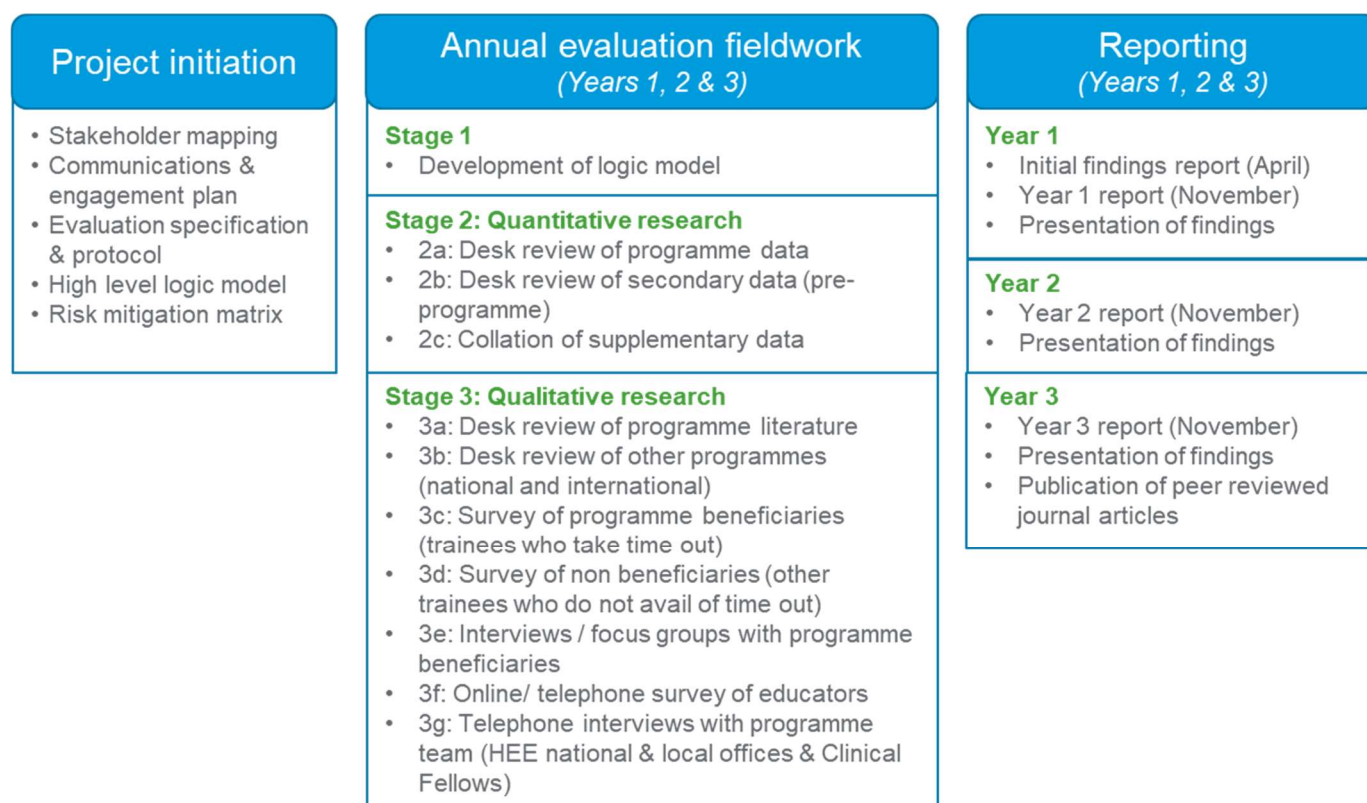 Project initiation
• Stakeholder mapping
• Communications &
engagement plan
• Evaluation specification
& protocol
• High level logic model
• Risk mitigation matrix
Annual evaluation fieldwork
(Years 1, 2 & 3)
Stage 1
• Development of logic model
Stage 2: Quantitative research
• 2a: Desk review of programme data
• 2b: Desk review of secondary data (pre-
programme)
• 2c: Collation of supplementary data
Stage 3: Qualitative research
• 3a: Desk review of programme literature
• 3b: Desk review of other programmes
(national and international)
• 3c: Survey of programme beneficiaries
(trainees who take time out)
• 3d: Survey of non beneficiaries (other
trainees who do not avail of time out)
• 3e: Interviews / focus groups with programme
beneficiaries
• 3f: Online/ telephone survey of educators
• 3g: Telephone interviews with programme
team (HEE national & local offices & Clinical
Fellows)
Reporting
(Years 1, 2 & 3)
Year 1
• Initial findings report (April)
• Year 1 report (November)
• Presentation of findings
Year 2
• Year 2 report (November)
• Presentation of findings
Year 3
• Year 3 report (November)
• Presentation of findings
• Publication of peer reviewed
journal articles